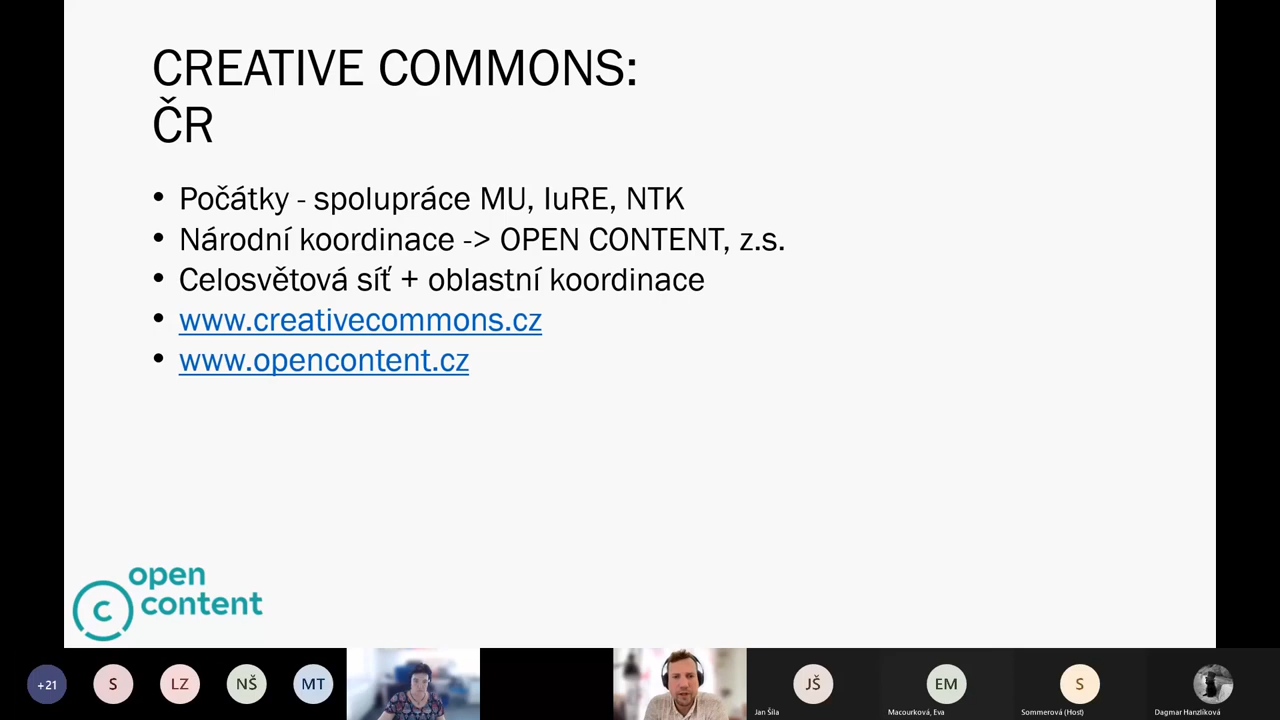 CREATIVE COMMONS:
ČR
• Počátky - spolupráce MU, IuRE, NTK
• Národní koordinace -> OPEN CONTENT, z.s.
• Celosvětová síť + oblastní koordinace
• www.creativecommons.cz
• www.opencontent.cz
open
c content
+21 S LZ NŠ MT JŠ EM S
Jan Šíla Macourková, Eva Sommerová (Host) Dagmar Hanzlíková